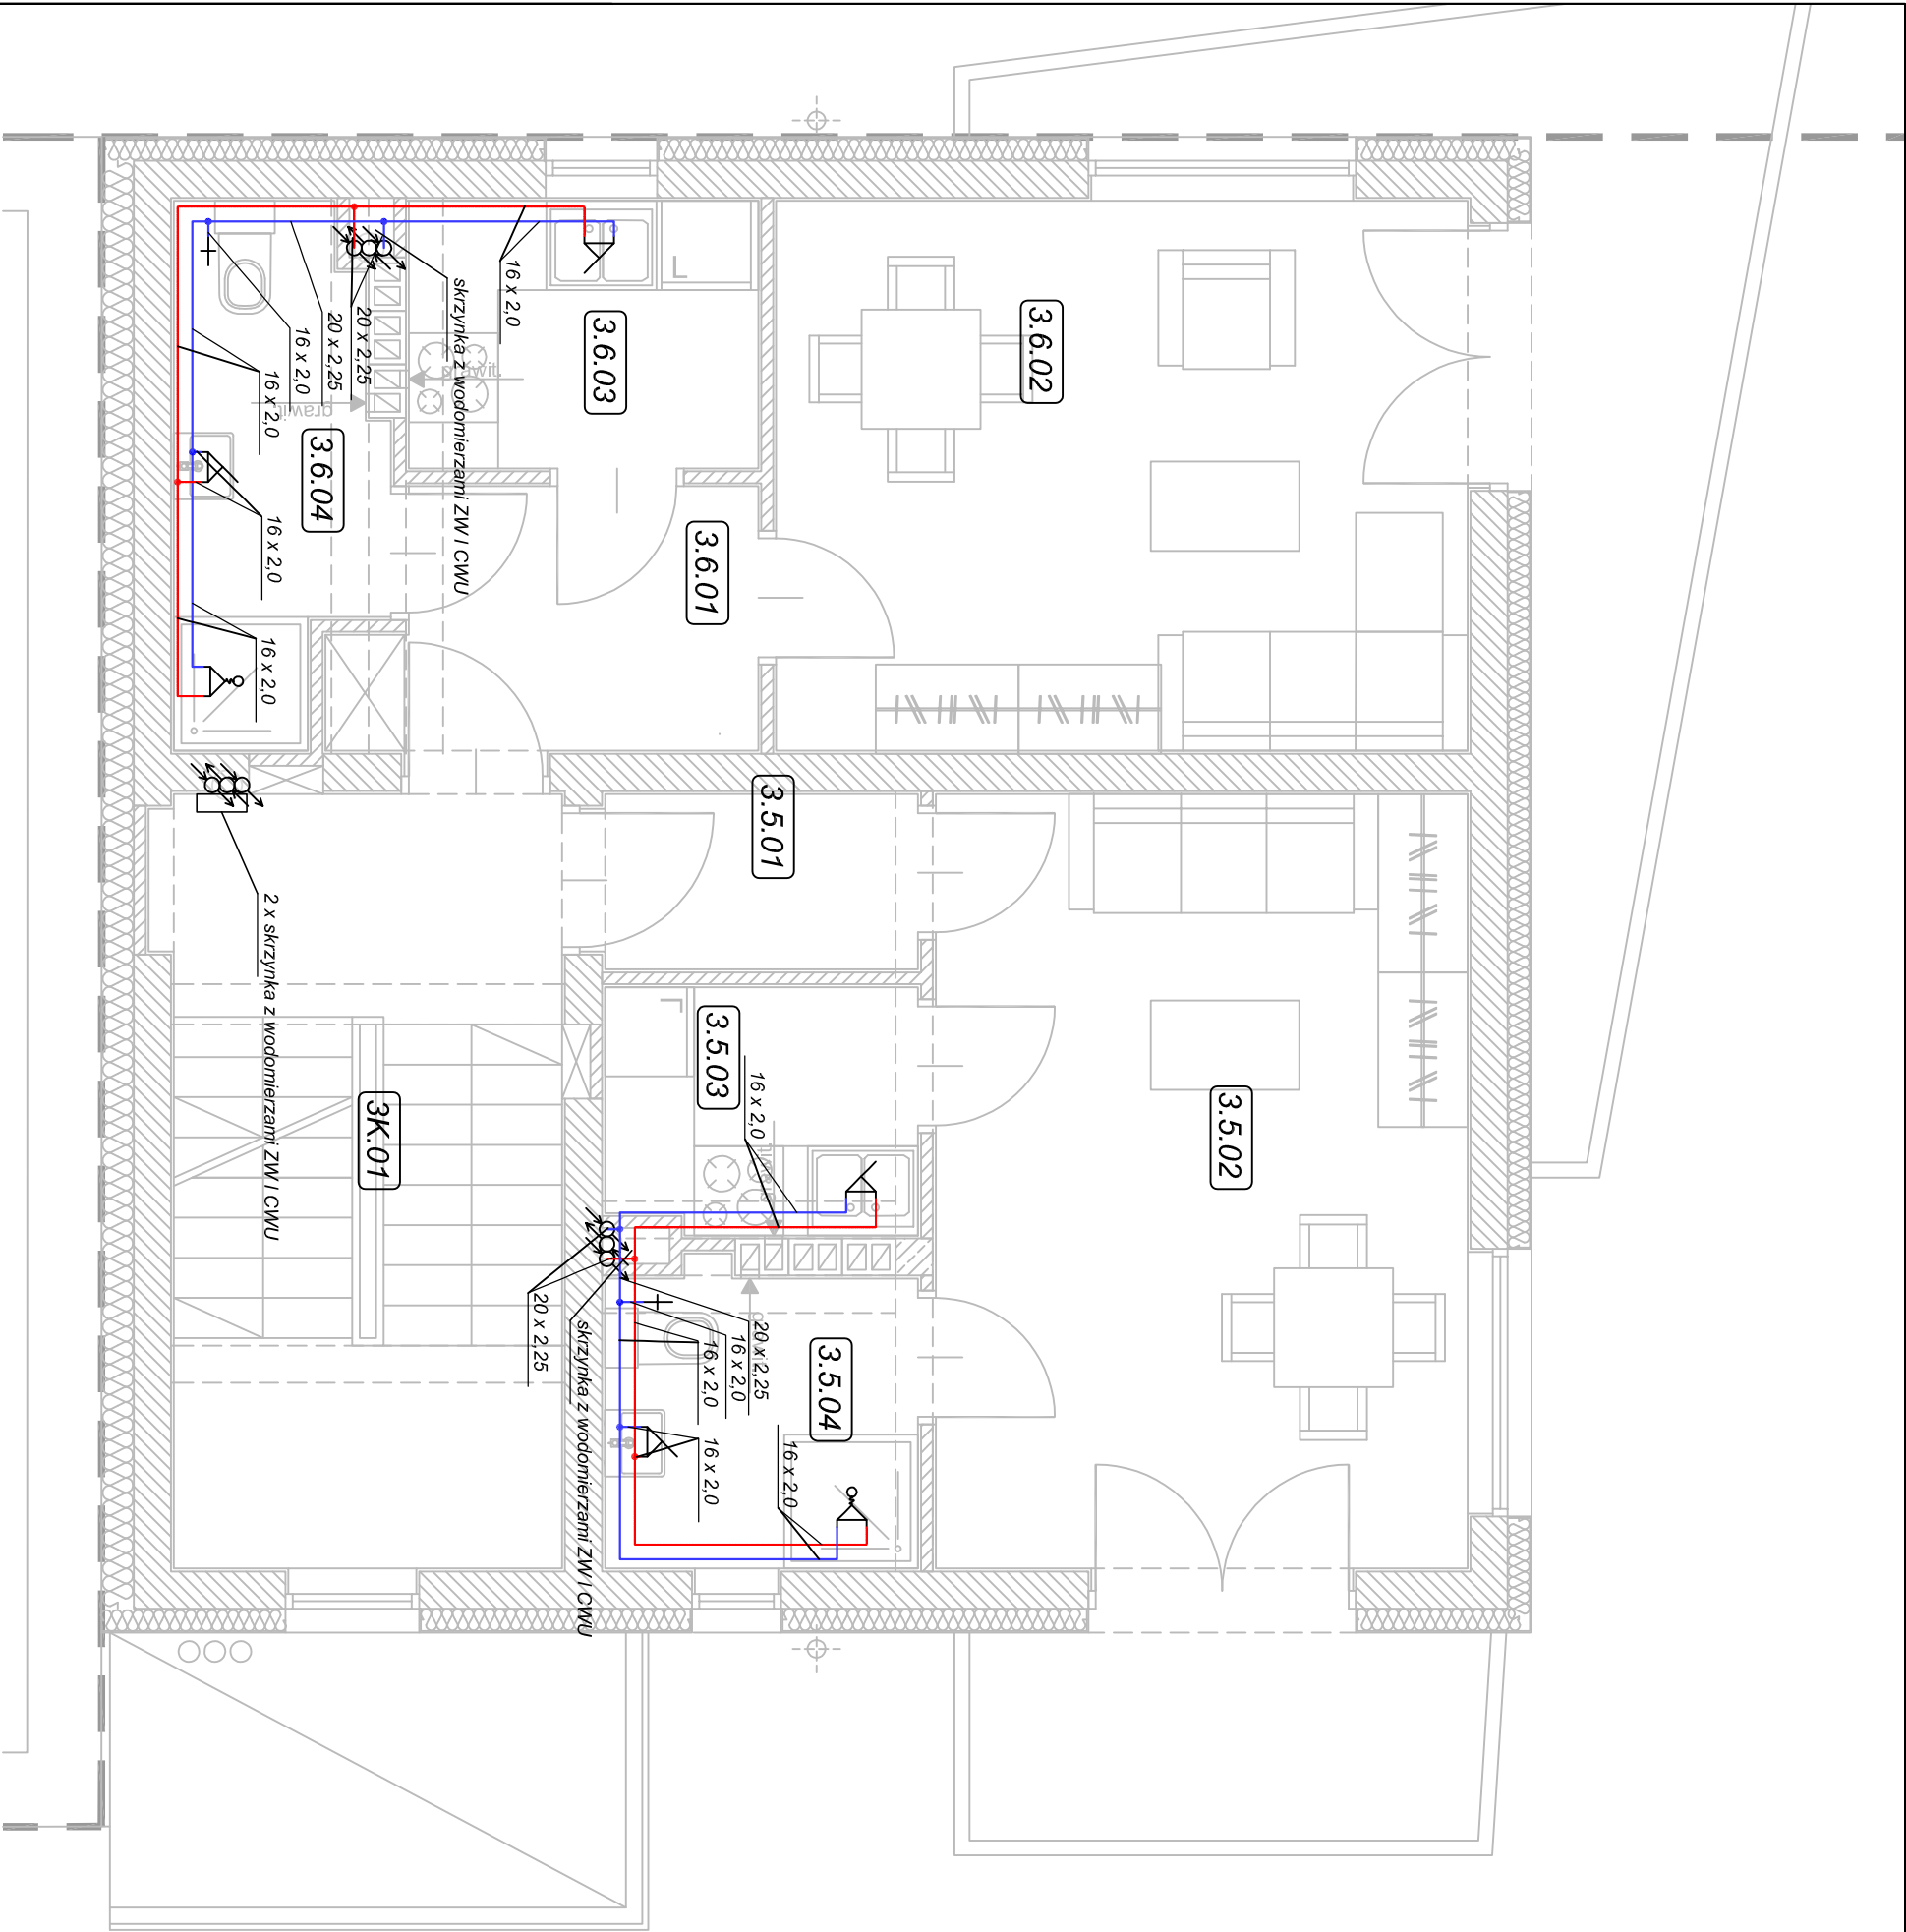 3.6.02
16 x 2,0
3.6.03
skrzynka z wodomierzami ZW I CWU
grawit.
20 x 2,25
20 x 2,25
16 x 2,0
16 x 2,0
grawit.
3.6.04
16 x 2,0
16 x 2,0
3.6.01
3.5.01
2 x skrzynka z wodomierzami ZW I CWU
3K.01
3.5.03
16 x 2,0
3.5.02
20 x 2,25
skrzynka z wodomierzami ZW I CWU
20 x 2,25
16 x 2,0
16 x 2,0
3.5.04
16 x 2,0
16 x 2,0